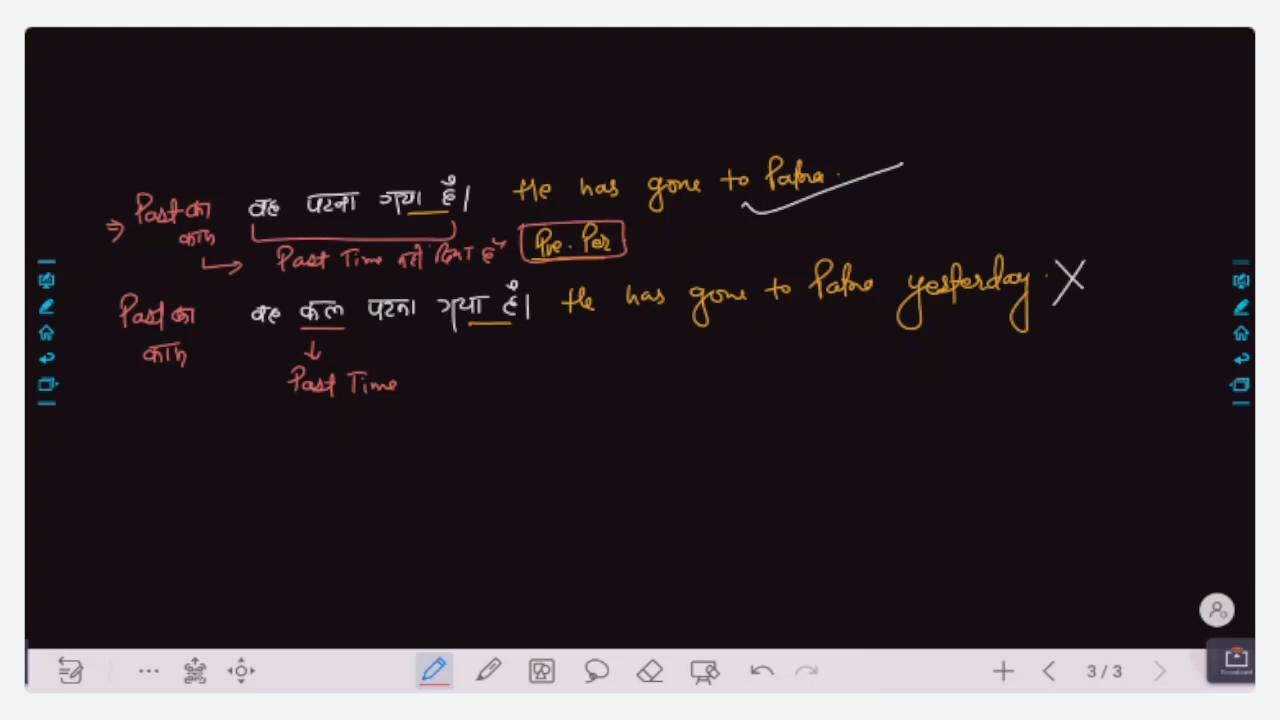 ⇒ Past का वह पटना गया है। He has gone to Patna.
काम
Past Time नहीं दिया है Pre. Per
Past का वह कल पटना गया है। He has gone to Patna yesterday. X
काम
Past Time
3/3